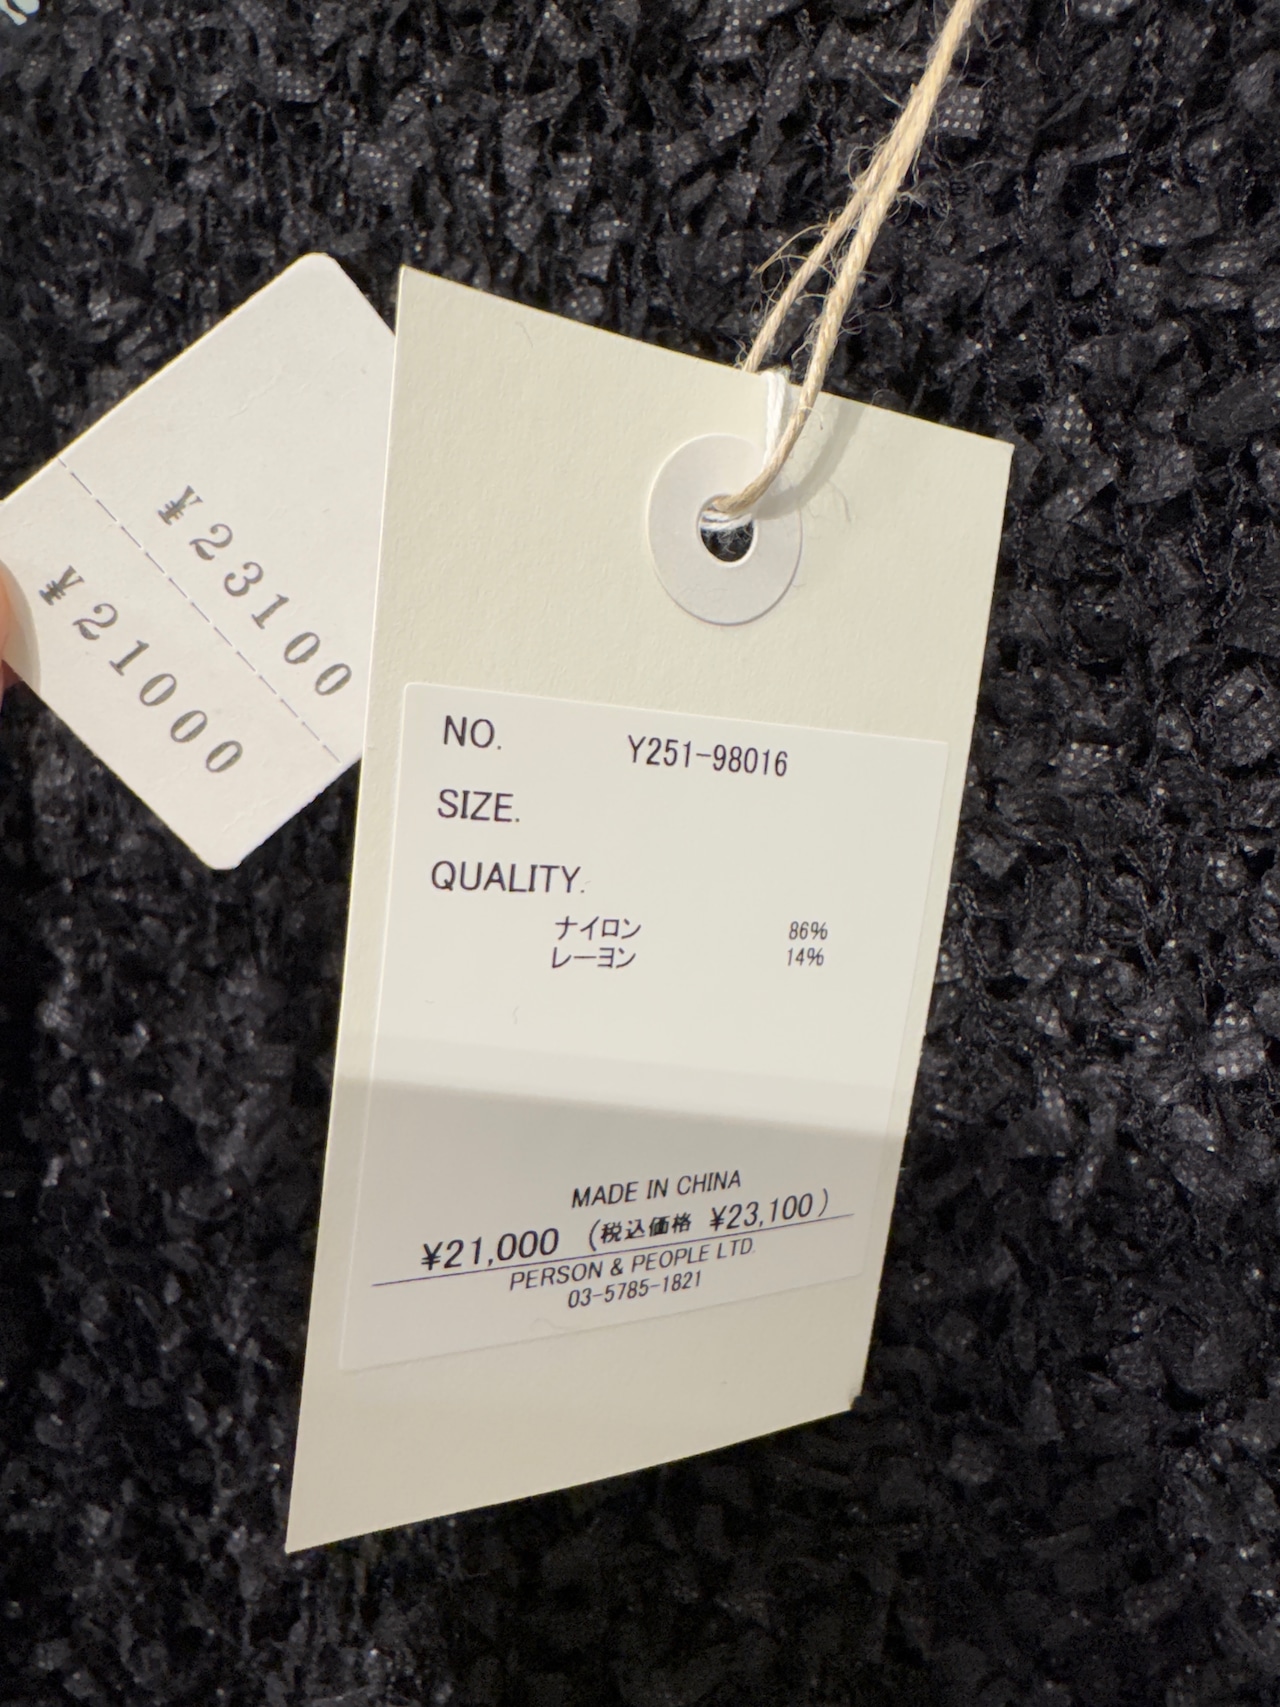 ¥23100
¥21000
NO. Y251-98016
SIZE.
QUALITY.
ナイロン 86%
レーヨン 14%
MADE IN CHINA
¥21,000 (税込価格 ¥23,100)
PERSON & PEOPLE LTD.
03-5785-1821